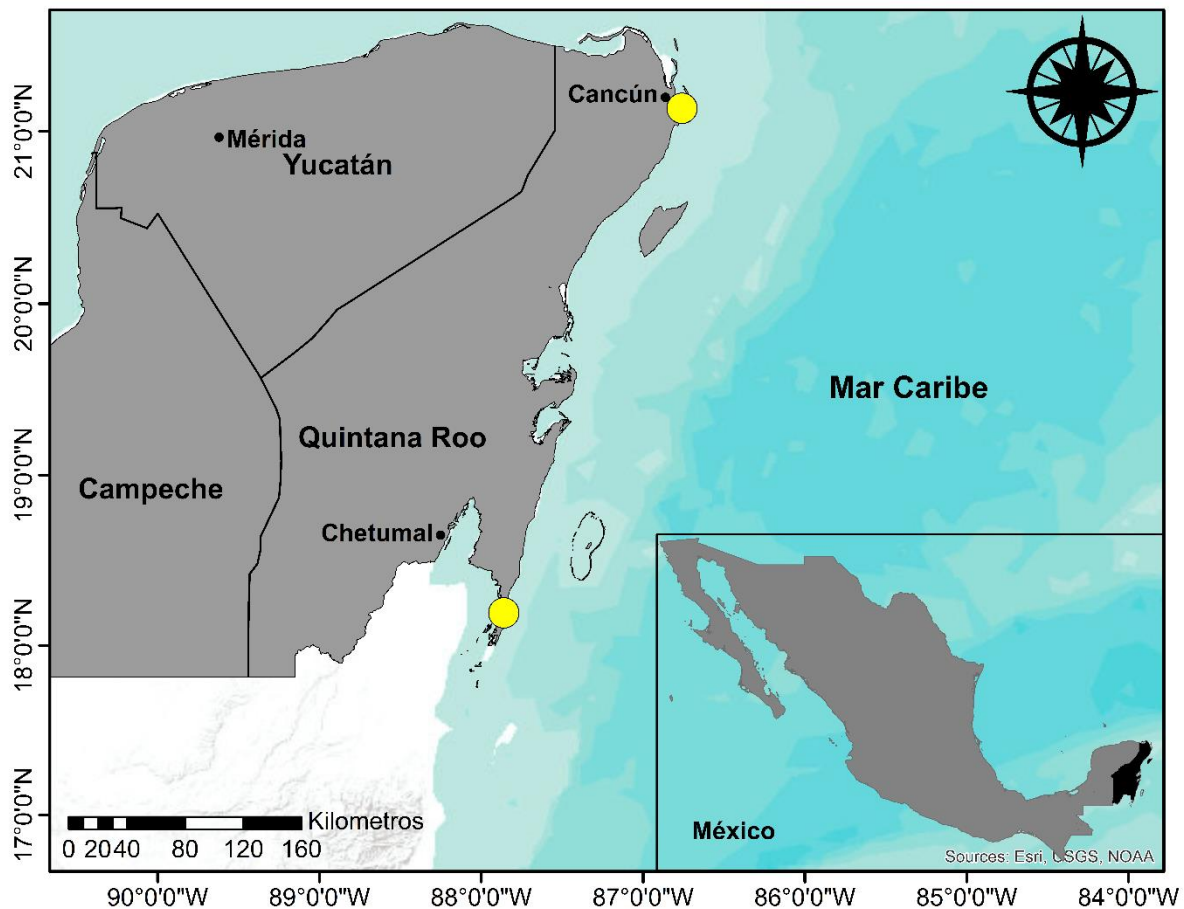 Cancún
Mérida
Yucatán
Mar Caribe
Quintana Roo
Campeche
Chetumal
Kilometros
0 20 40 80 120 160
México
Sources: Esri, USGS, NOAA
21°0'0"N
20°0'0"N
19°0'0"N
18°0'0"N
17°0'0"N
90°0'0"W 89°0'0"W 88°0'0"W 87°0'0"W 86°0'0"W 85°0'0"W 84°0'0"W